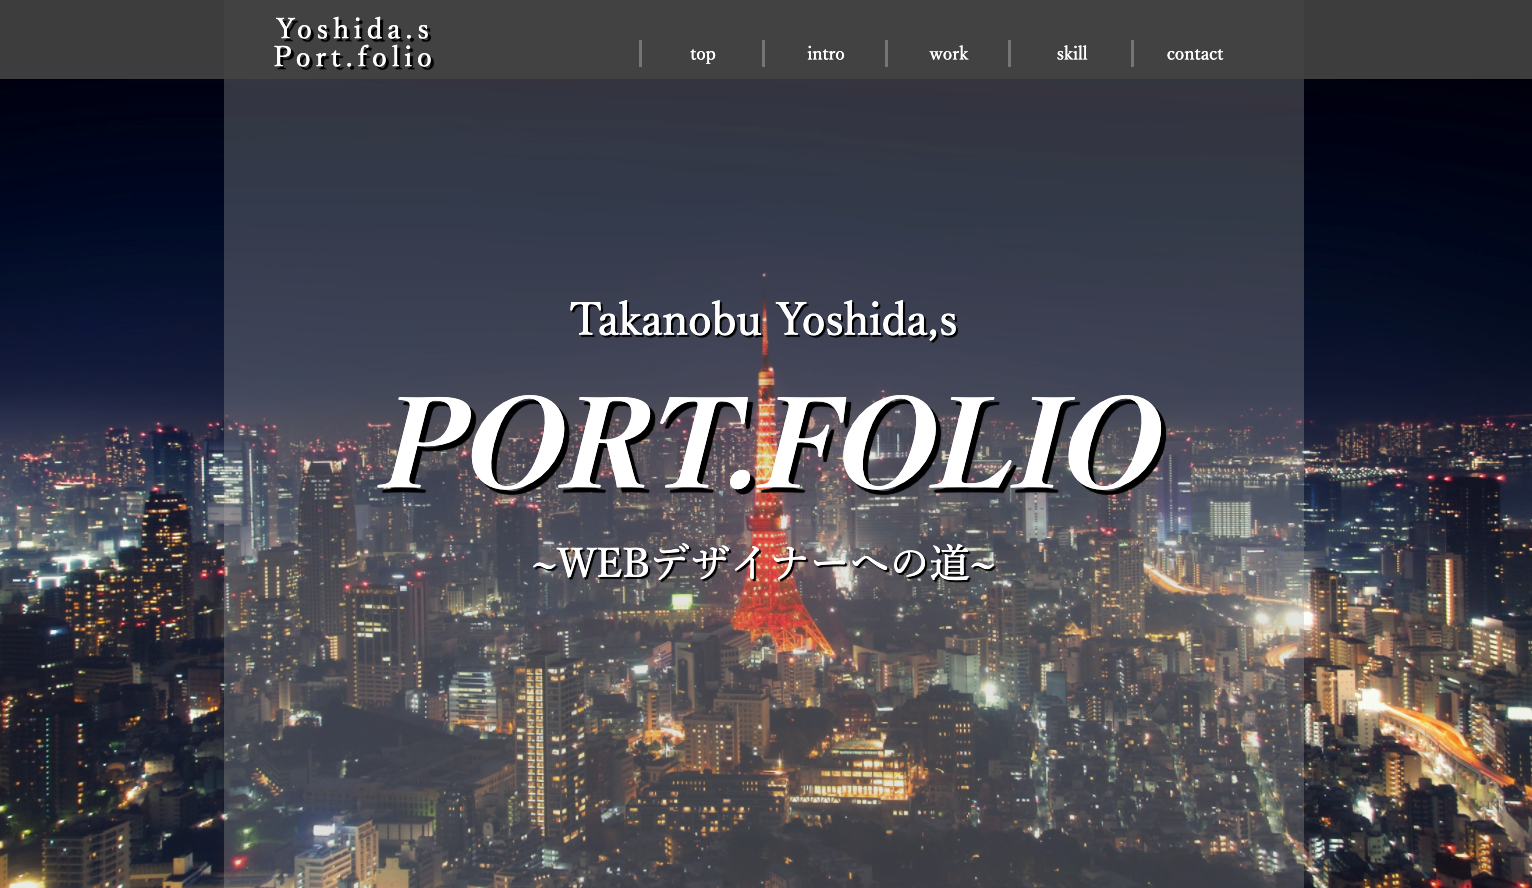 Yoshida.s
Port.folio
top
intro
work
skill
contact
Takanobu Yoshida,s
PORT.FOLIO
~WEBデザイナーへの道~